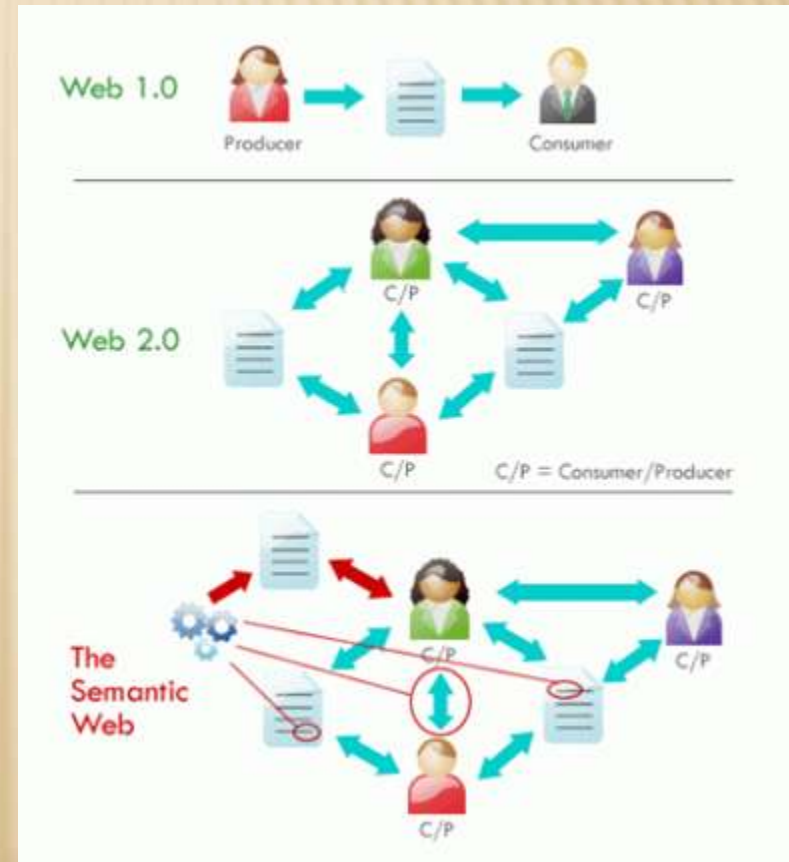 Web 1.0
Producer
Consumer
Web 2.0
C/P
C/P
C/P
C/P = Consumer/Producer
The
Semantic
Web
C/P
C/P
C/P